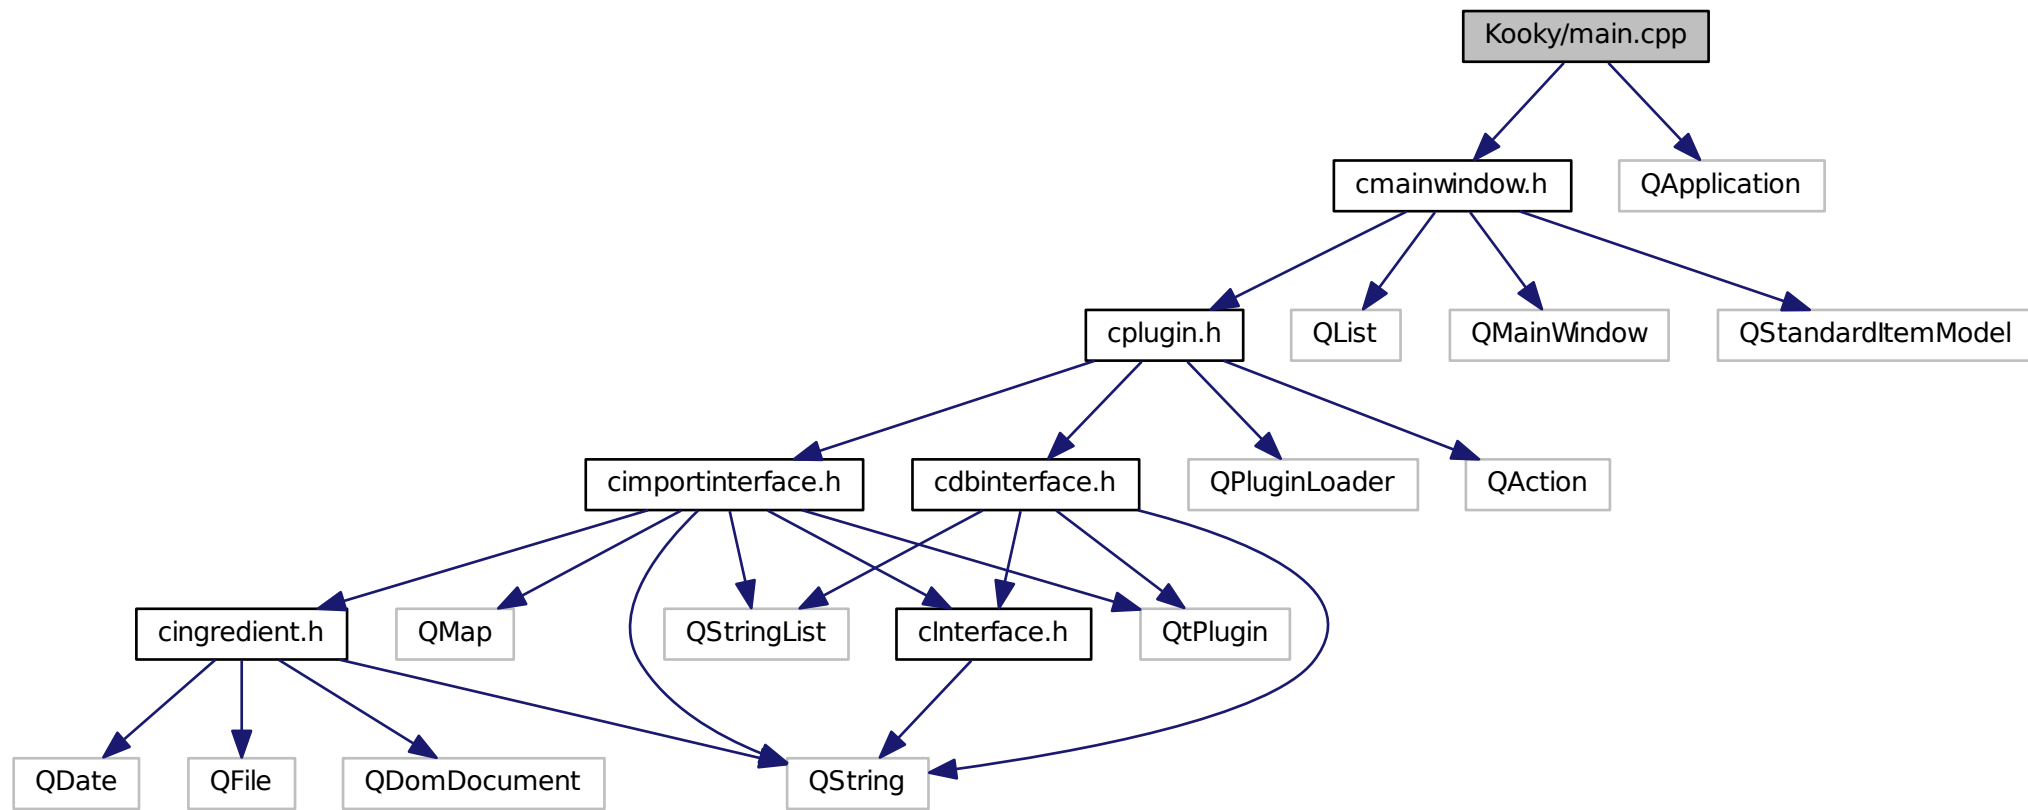 Kooky/main.cpp
cmainwindow.h
QApplication
cplugin.h
QList
QMainWindow
QStandardItemModel
cimportinterface.h
cdbinterface.h
QPluginLoader
QAction
cingredient.h
QMap
QStringList
cInterface.h
QtPlugin
QDate
QFile
QDomDocument
QString